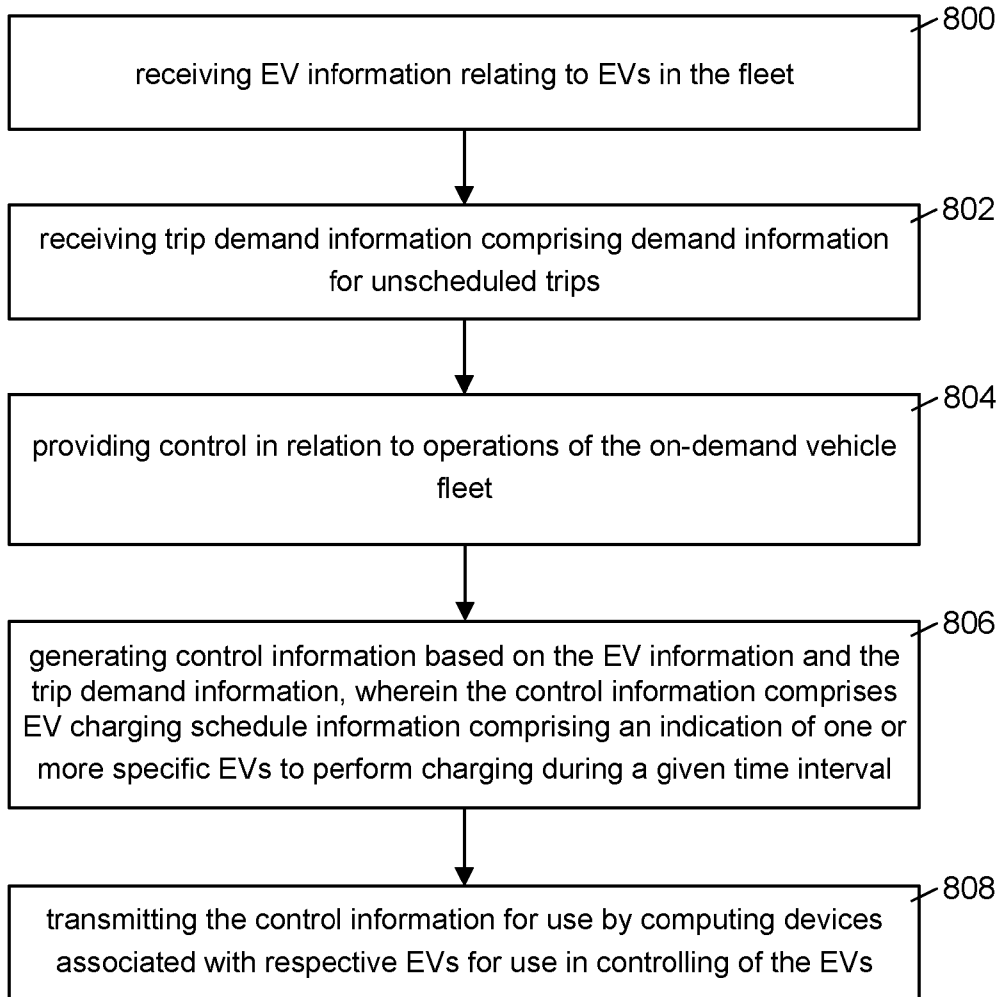 800
receiving EV information relating to EVs in the fleet
802
receiving trip demand information comprising demand information
for unscheduled trips
804
providing control in relation to operations of the on-demand vehicle
fleet
806
generating control information based on the EV information and the
trip demand information, wherein the control information comprises
EV charging schedule information comprising an indication of one or
more specific EVs to perform charging during a given time interval
808
transmitting the control information for use by computing devices
associated with respective EVs for use in controlling of the EVs